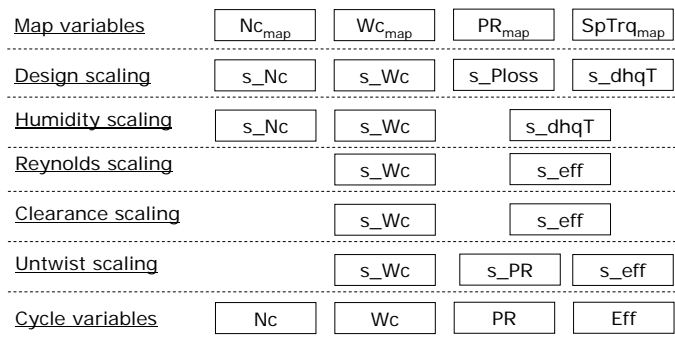 Map variables Nc_map Wc_map PR_map SpTrq_map
Design scaling s_Nc s_Wc s_Ploss s_dhqT
Humidity scaling s_Nc s_Wc s_dhqT
Reynolds scaling s_Wc s_eff
Clearance scaling s_Wc s_eff
Untwist scaling s_Wc s_PR s_eff
Cycle variables Nc Wc PR Eff